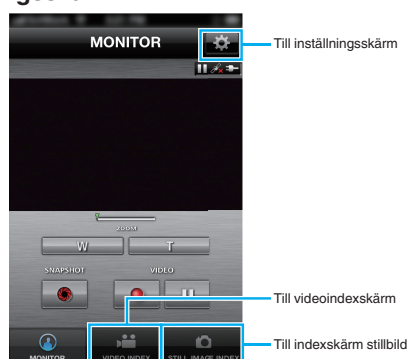 MONITOR
Till inställningsskärm
ZOOM
W T
SNAPSHOT VIDEO
Till videoindexskärm
MONITOR VIDEO INDEX STILL IMAGE INDEX
Till indexskärm stillbild